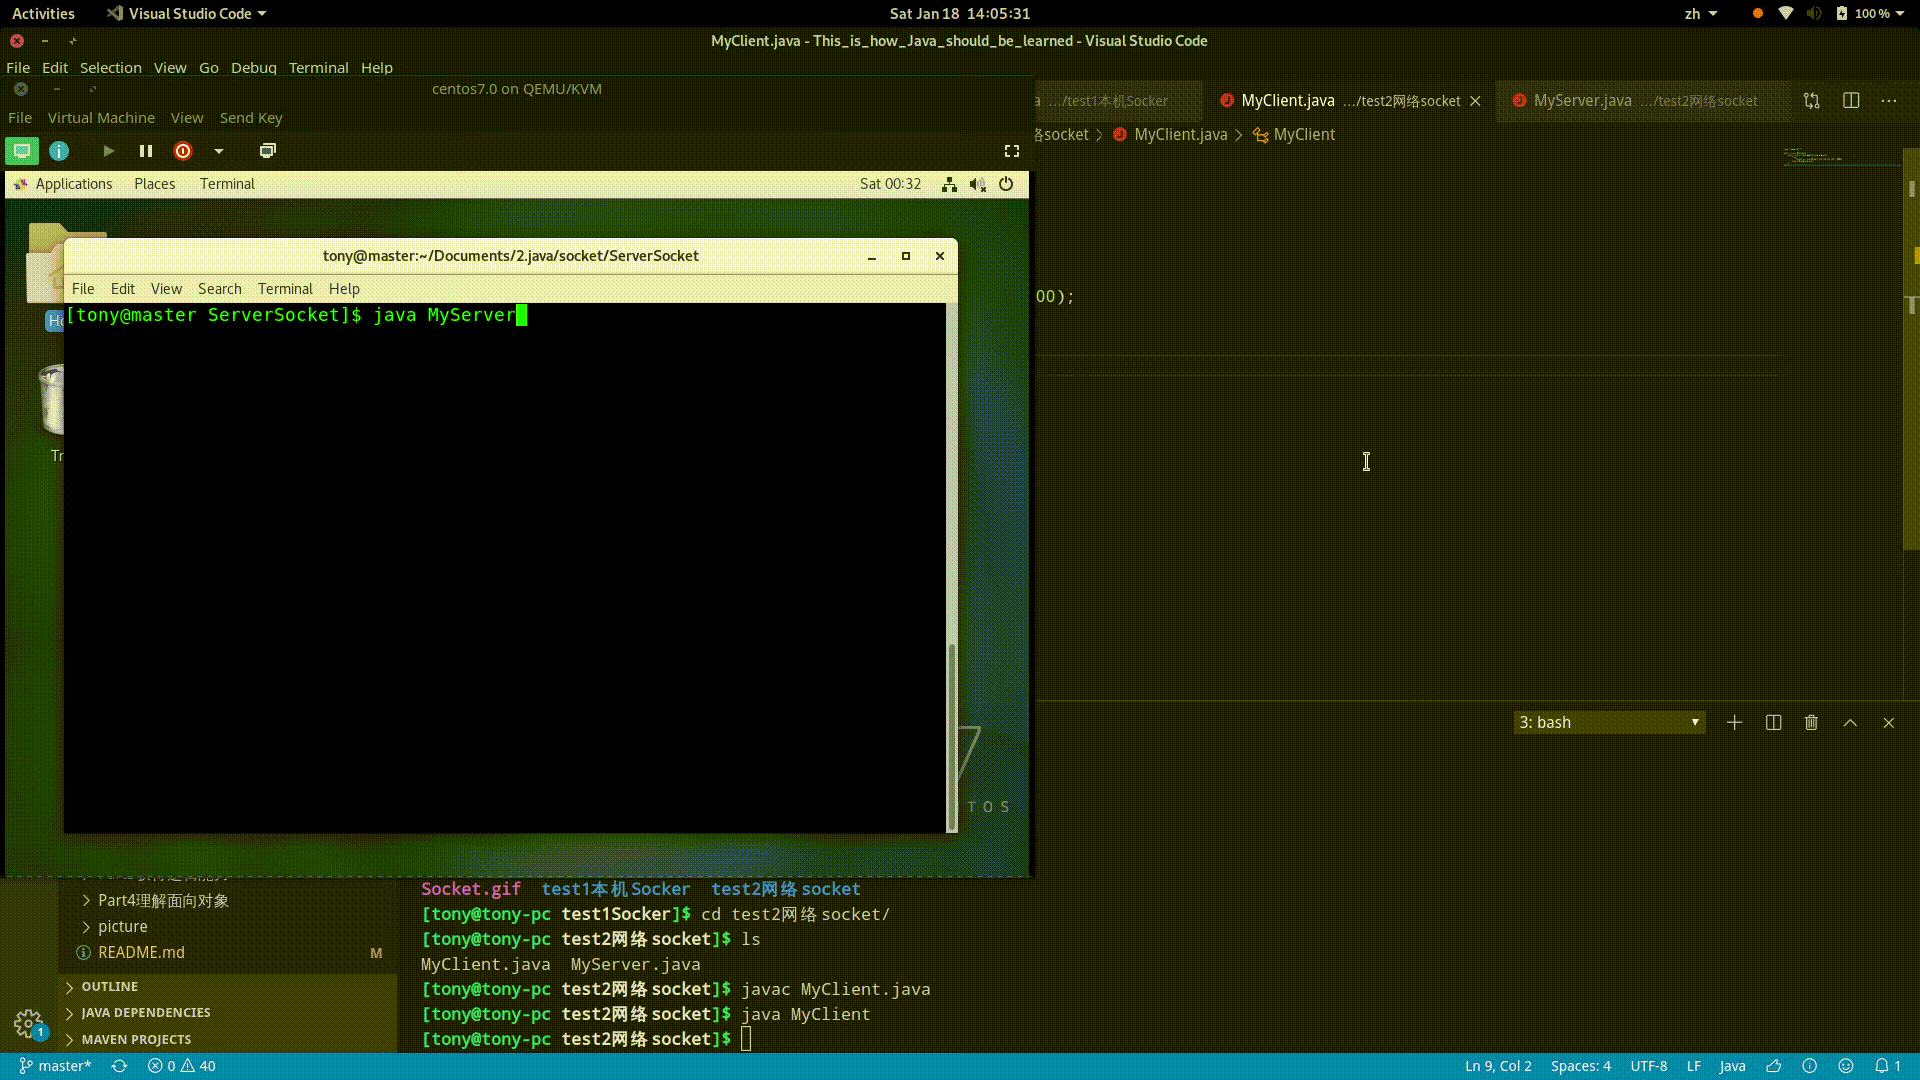 Activities Visual Studio Code Sat Jan 18 14:05:31 zh 100 %
MyClient.java - This_is_how_Java_should_be_learned - Visual Studio Code
File Edit Selection View Go Debug Terminal Help
centos7.0 on QEMU/KVM
File Virtual Machine View Send Key
.../test1本机Socker MyClient.java .../test2网络socket MyServer.java .../test2网络socket
socket MyClient.java MyClient
Applications Places Terminal Sat 00:32
tony@master:~/Documents/2.java/socket/ServerSocket
File Edit View Search Terminal Help
[tony@master ServerSocket]$ java MyServer
00);
3: bash
7
TOS
Part4理解面向对象
picture
README.md M
OUTLINE
JAVA DEPENDENCIES
MAVEN PROJECTS
1
Socket.gif test1本机Socker test2网络socket
[tony@tony-pc test1Socker]$ cd test2网络socket/
[tony@tony-pc test2网络socket]$ ls
MyClient.java MyServer.java
[tony@tony-pc test2网络socket]$ javac MyClient.java
[tony@tony-pc test2网络socket]$ java MyClient
[tony@tony-pc test2网络socket]$
master* 0 40 Ln 9, Col 2 Spaces: 4 UTF-8 LF Java 1